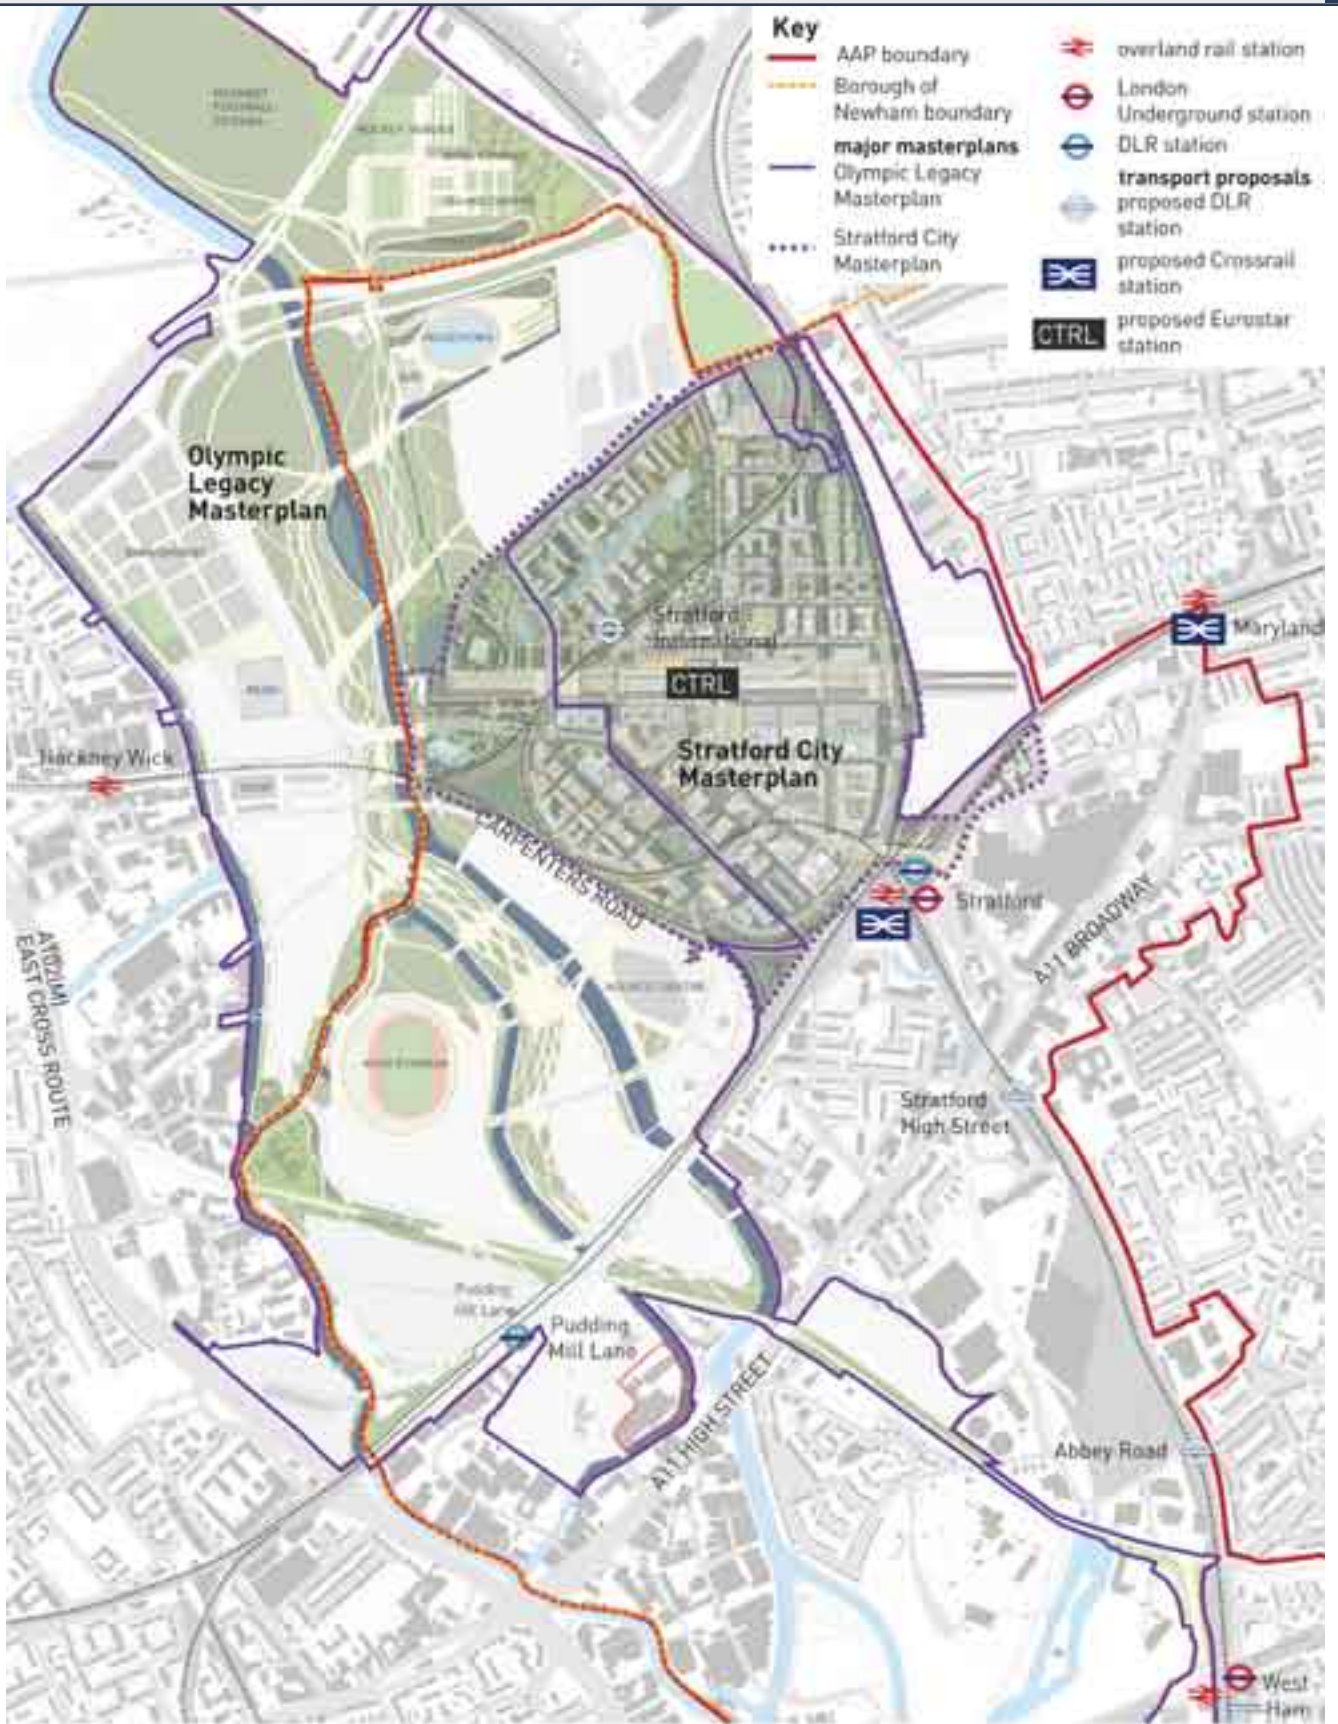 Key
AAP boundary
Borough of
Newham boundary
major masterplans
Olympic Legacy
Masterplan
Stratford City
Masterplan
overland rail station
London
Underground station
DLR station
transport proposals
proposed DLR
station
proposed Crossrail
station
CTRL
proposed Eurostar
station
Olympic
Legacy
Masterplan
Stratford
International
CTRL
Maryland
Stratford City
Masterplan
Hackney Wick
CARPENTERS ROAD
Stratford
A11 BROADWAY
A102(M)
EAST CROSS ROUTE
Stratford
High Street
Pudding
Mill Lane
Pudding
Mill Lane
A11 HIGH STREET
Abbey Road
West
Ham